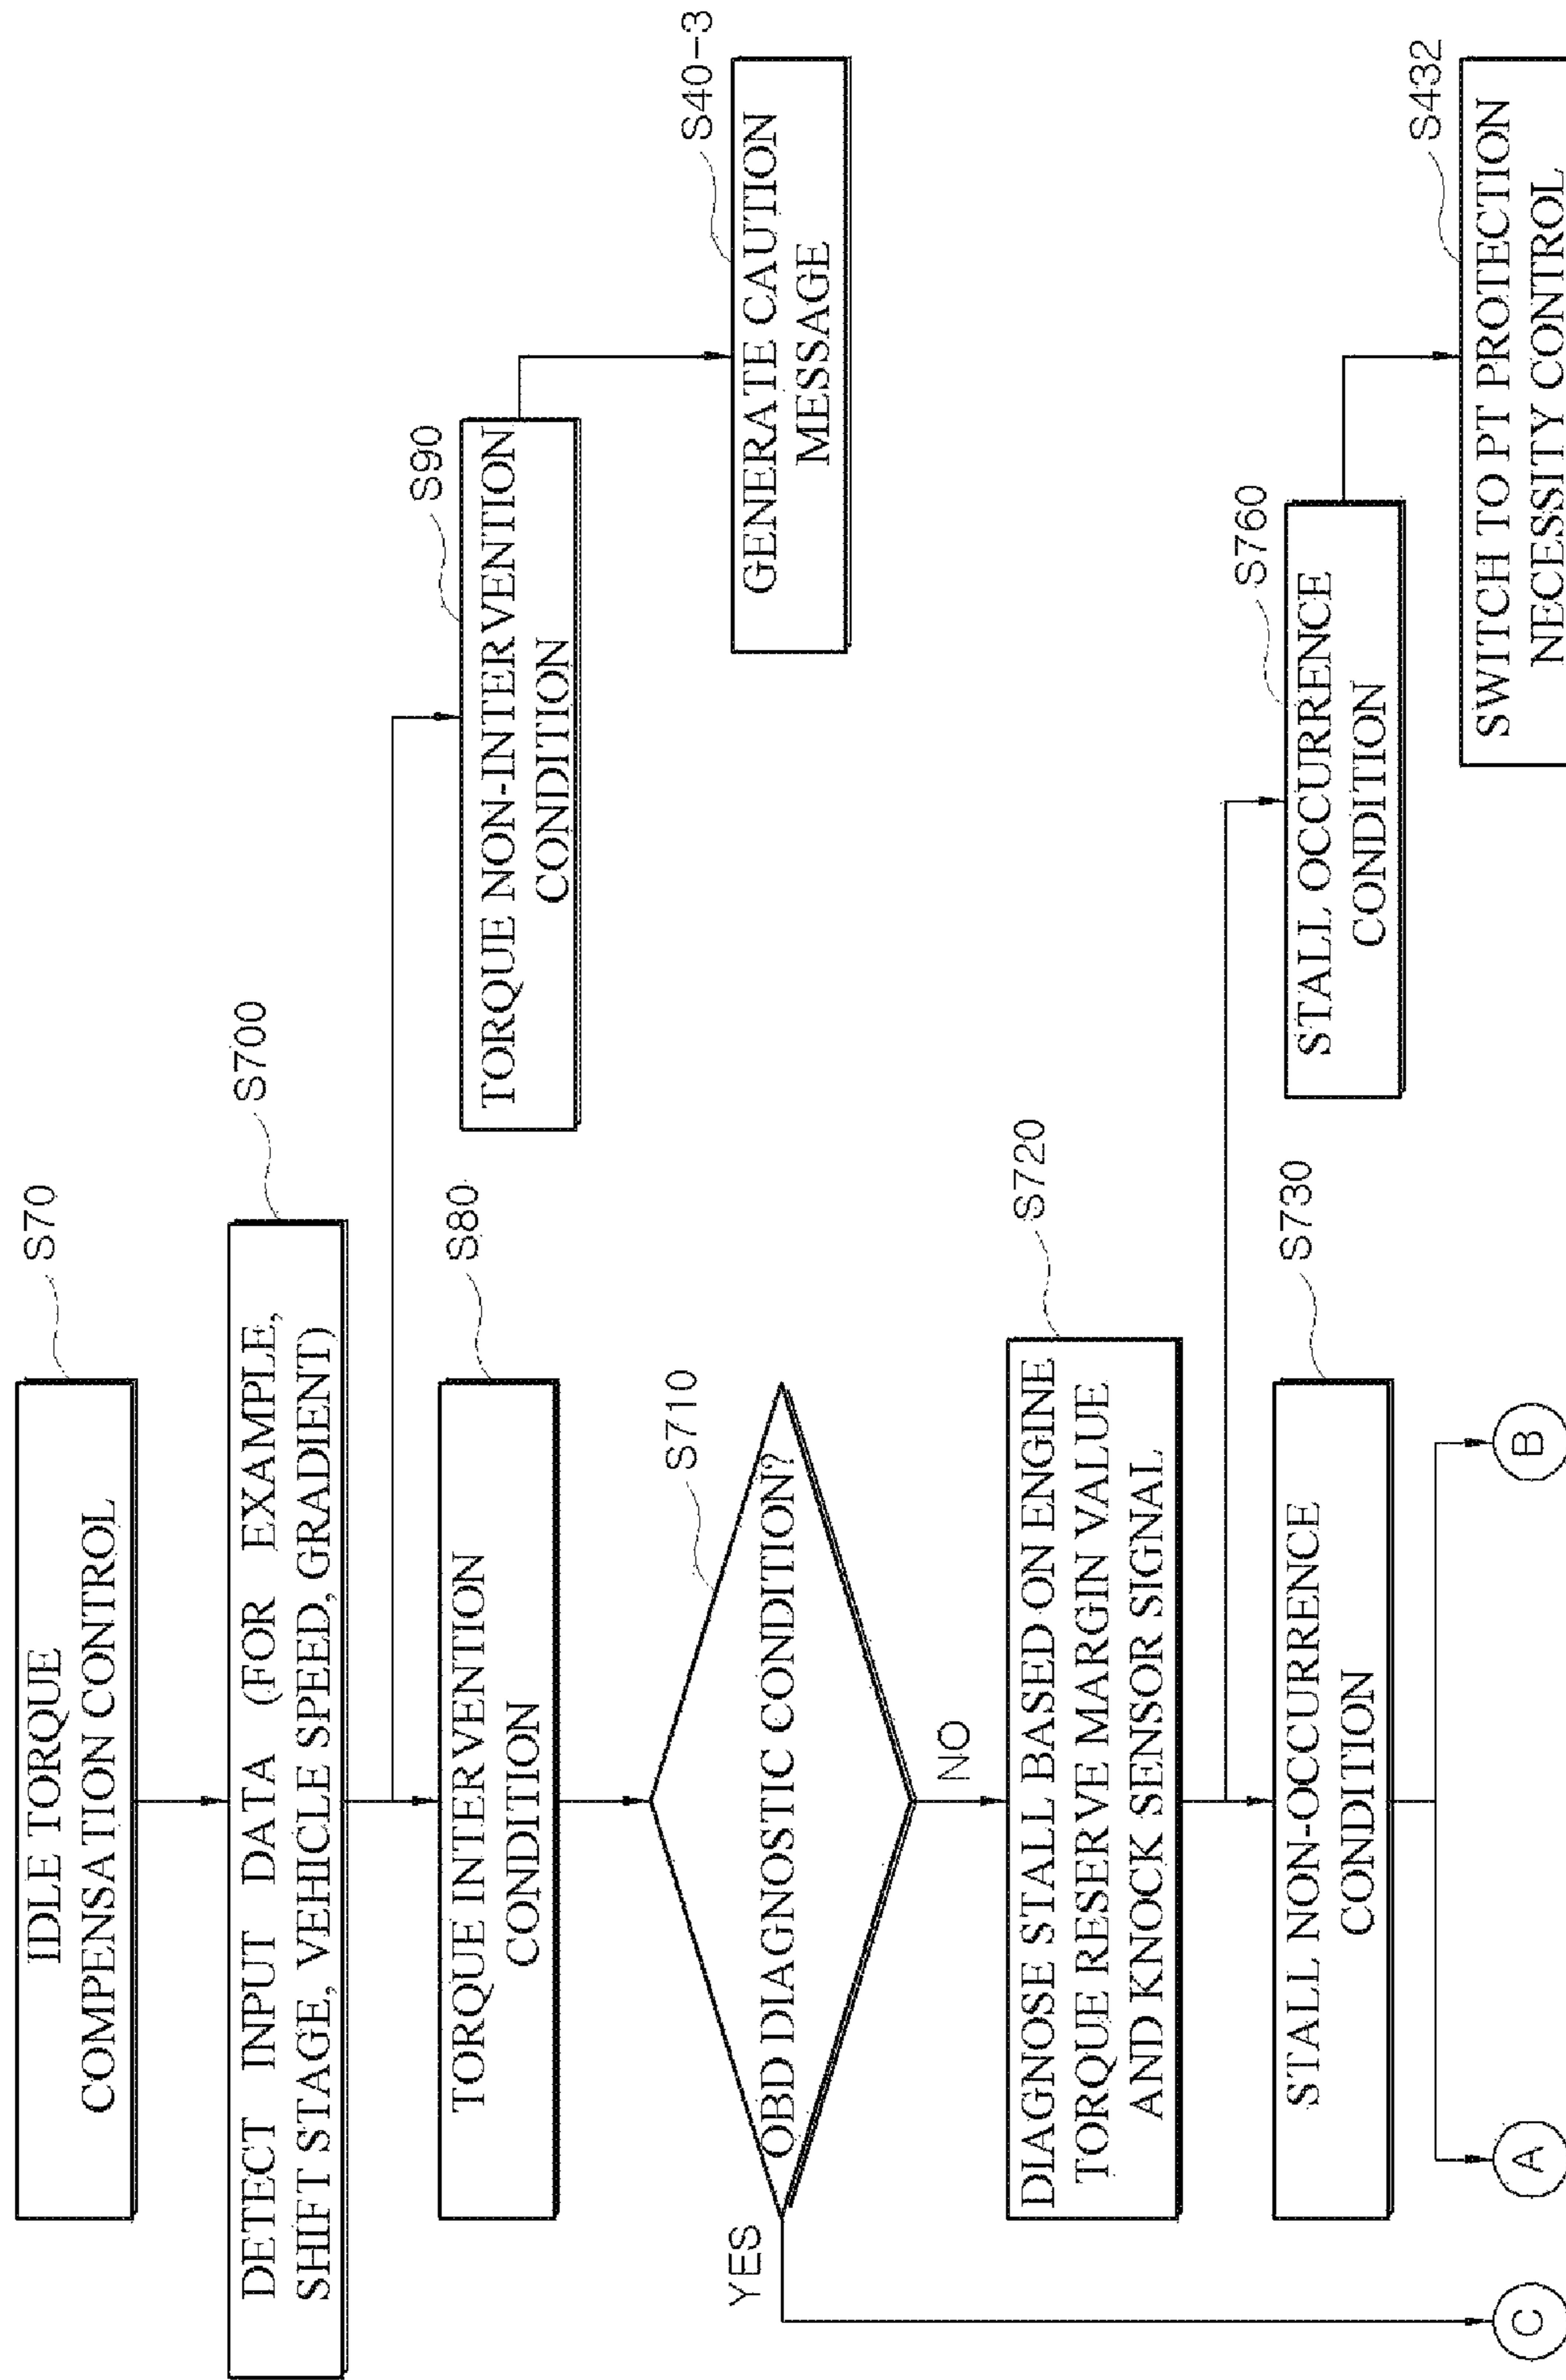 IDLE TORQUE
COMPENSATION CONTROL
S70
DETECT INPUT DATA (FOR EXAMPLE,
SHIFT STAGE, VEHICLE SPEED, GRADIENT)
S700
TORQUE INTERVENTION
CONDITION
S80
TORQUE NON-INTERVENTION
CONDITION
S90
GENERATE CAUTION
MESSAGE
S40-3
OBD DIAGNOSTIC CONDITION?
S710
YES
NO
DIAGNOSE STALL BASED ON ENGINE
TORQUE RESERVE MARGIN VALUE
AND KNOCK SENSOR SIGNAL
S720
STALL NON-OCCURRENCE
CONDITION
S730
STALL OCCURRENCE
CONDITION
S760
SWITCH TO PT PROTECTION
NECESSITY CONTROL
S432
C
A
B